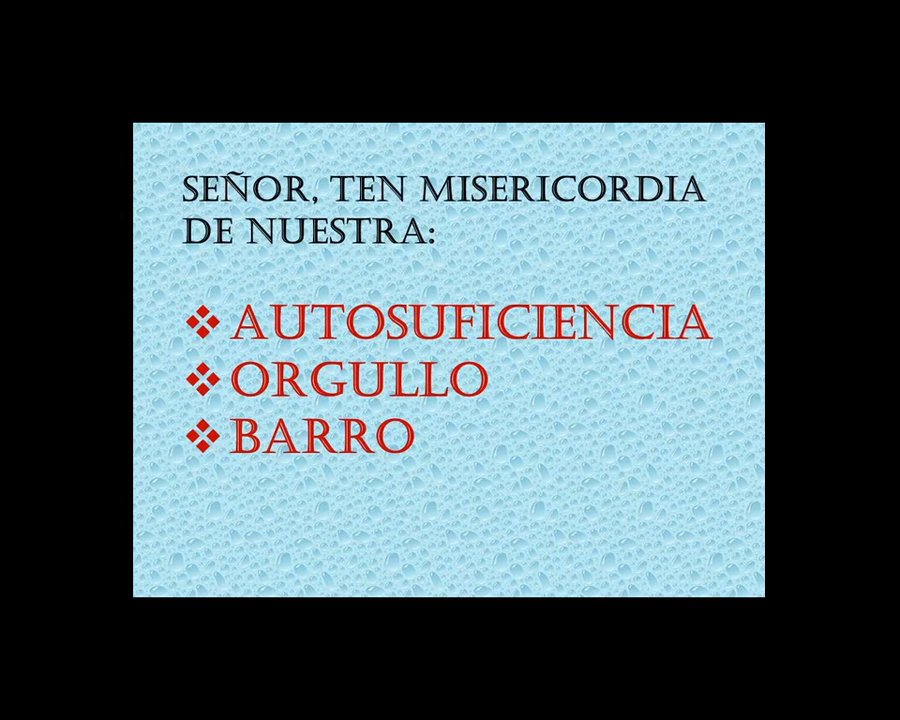 SEÑOR, TEN MISERICORDIA
DE NUESTRA:
❖ AUTOSUFICIENCIA
❖ ORGULLO
❖ BARRO